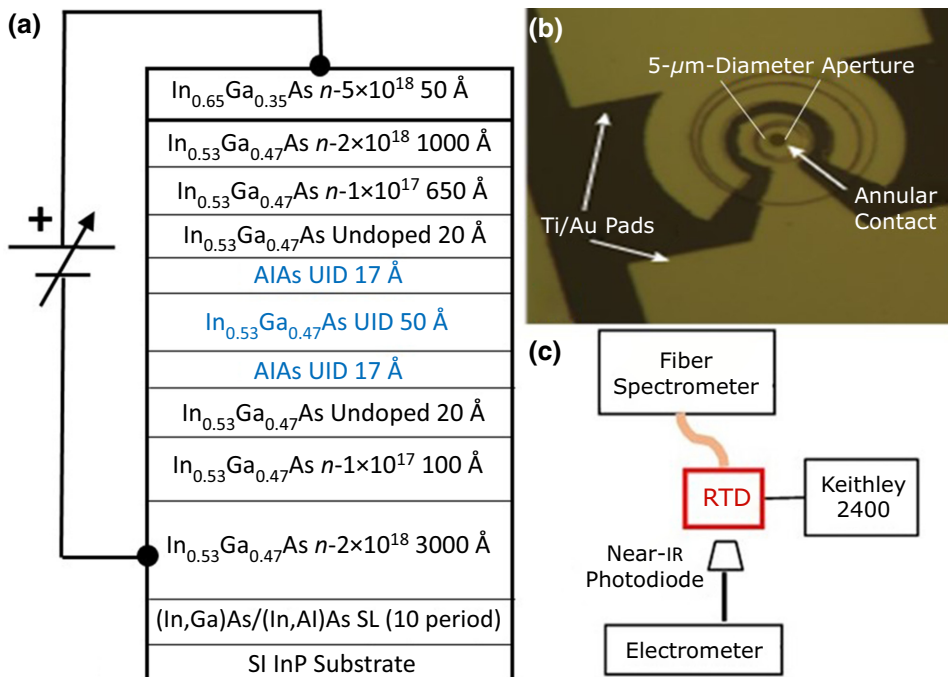 (a)
+
In0.65Ga0.35As n-5×10^18 50 Å
In0.53Ga0.47As n-2×10^18 1000 Å
In0.53Ga0.47As n-1×10^17 650 Å
In0.53Ga0.47As Undoped 20 Å
AIAs UID 17 Å
In0.53Ga0.47As UID 50 Å
AIAs UID 17 Å
In0.53Ga0.47As Undoped 20 Å
In0.53Ga0.47As n-1×10^17 100 Å
In0.53Ga0.47As n-2×10^18 3000 Å
(In,Ga)As/(In,Al)As SL (10 period)
SI InP Substrate
(b)
5-µm-Diameter Aperture
Ti/Au Pads
Annular
Contact
(c)
Fiber
Spectrometer
RTD
Keithley
2400
Near-IR
Photodiode
Electrometer